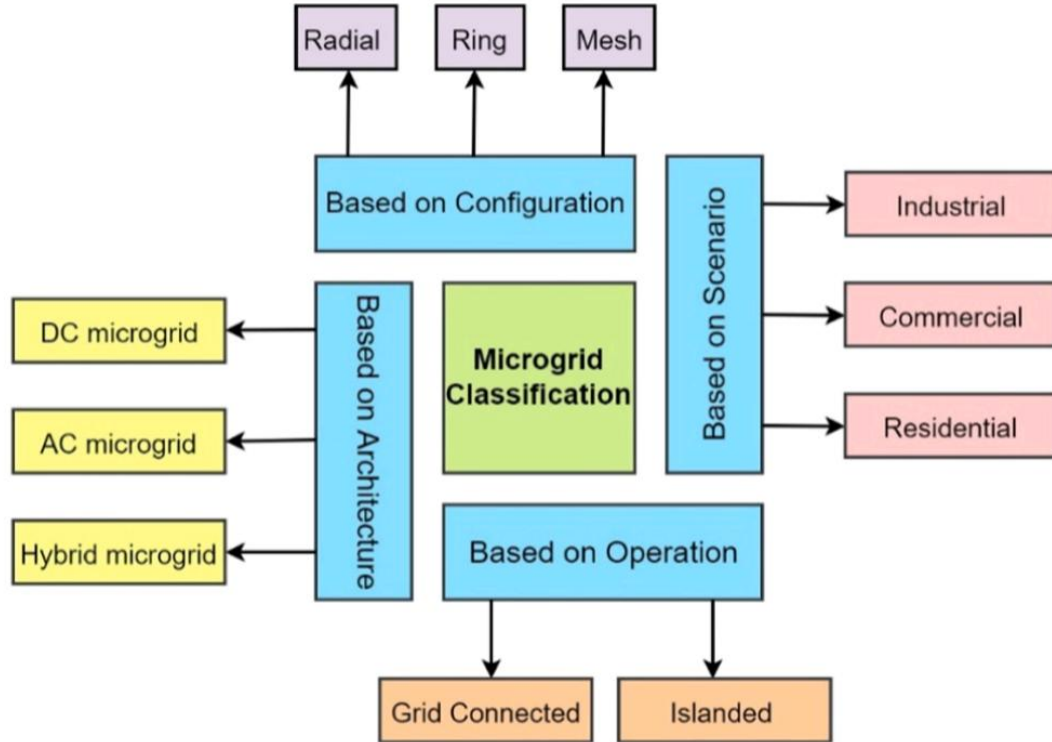 Radial
Ring
Mesh
Based on Configuration
Based on Scenario
Industrial
Commercial
Residential
Based on Architecture
DC microgrid
AC microgrid
Hybrid microgrid
Microgrid
Classification
Based on Operation
Grid Connected
Islanded